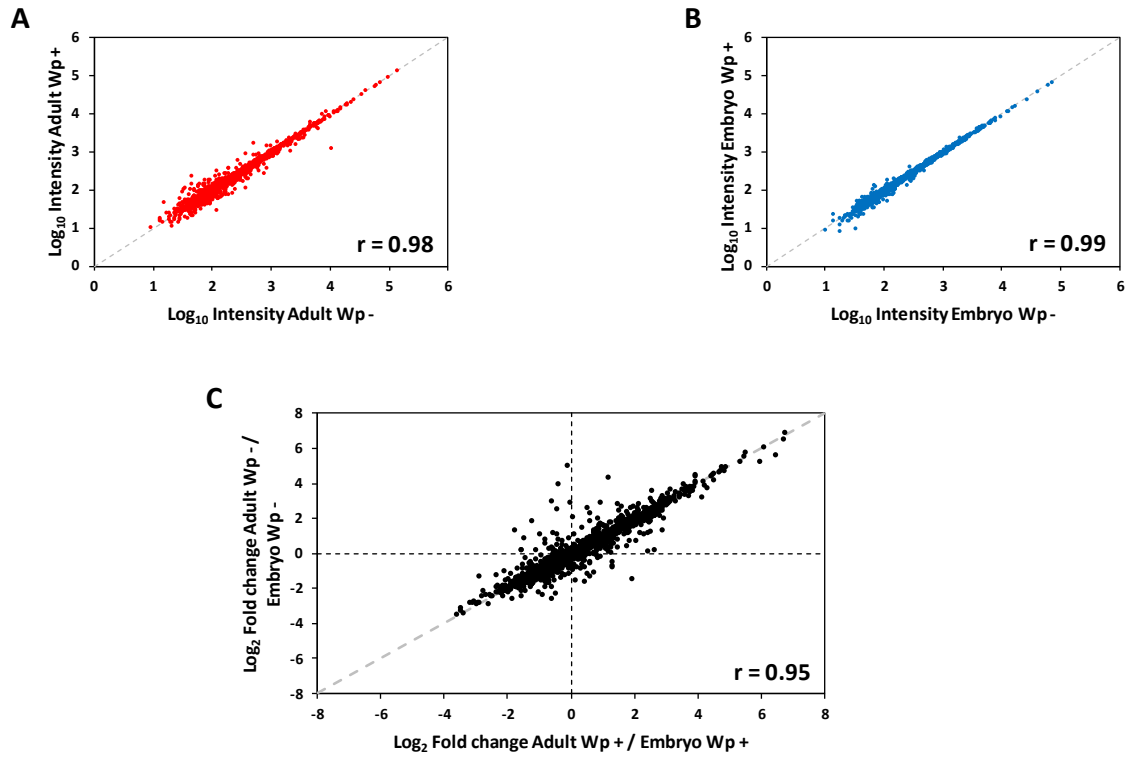 A
B
6
5
4
3
2
1
0
0 1 2 3 4 5 6
Log₁₀ Intensity Adult Wp +
Log₁₀ Intensity Adult Wp -
r = 0.98
6
5
4
3
2
1
0
0 1 2 3 4 5 6
Log₁₀ Intensity Embryo Wp +
Log₁₀ Intensity Embryo Wp -
r = 0.99
C
8
6
4
2
0
-2
-4
-6
-8
-8 -6 -4 -2 0 2 4 6 8
Log₂ Fold change Adult Wp - /
Embryo Wp -
r = 0.95
Log₂ Fold change Adult Wp + / Embryo Wp +